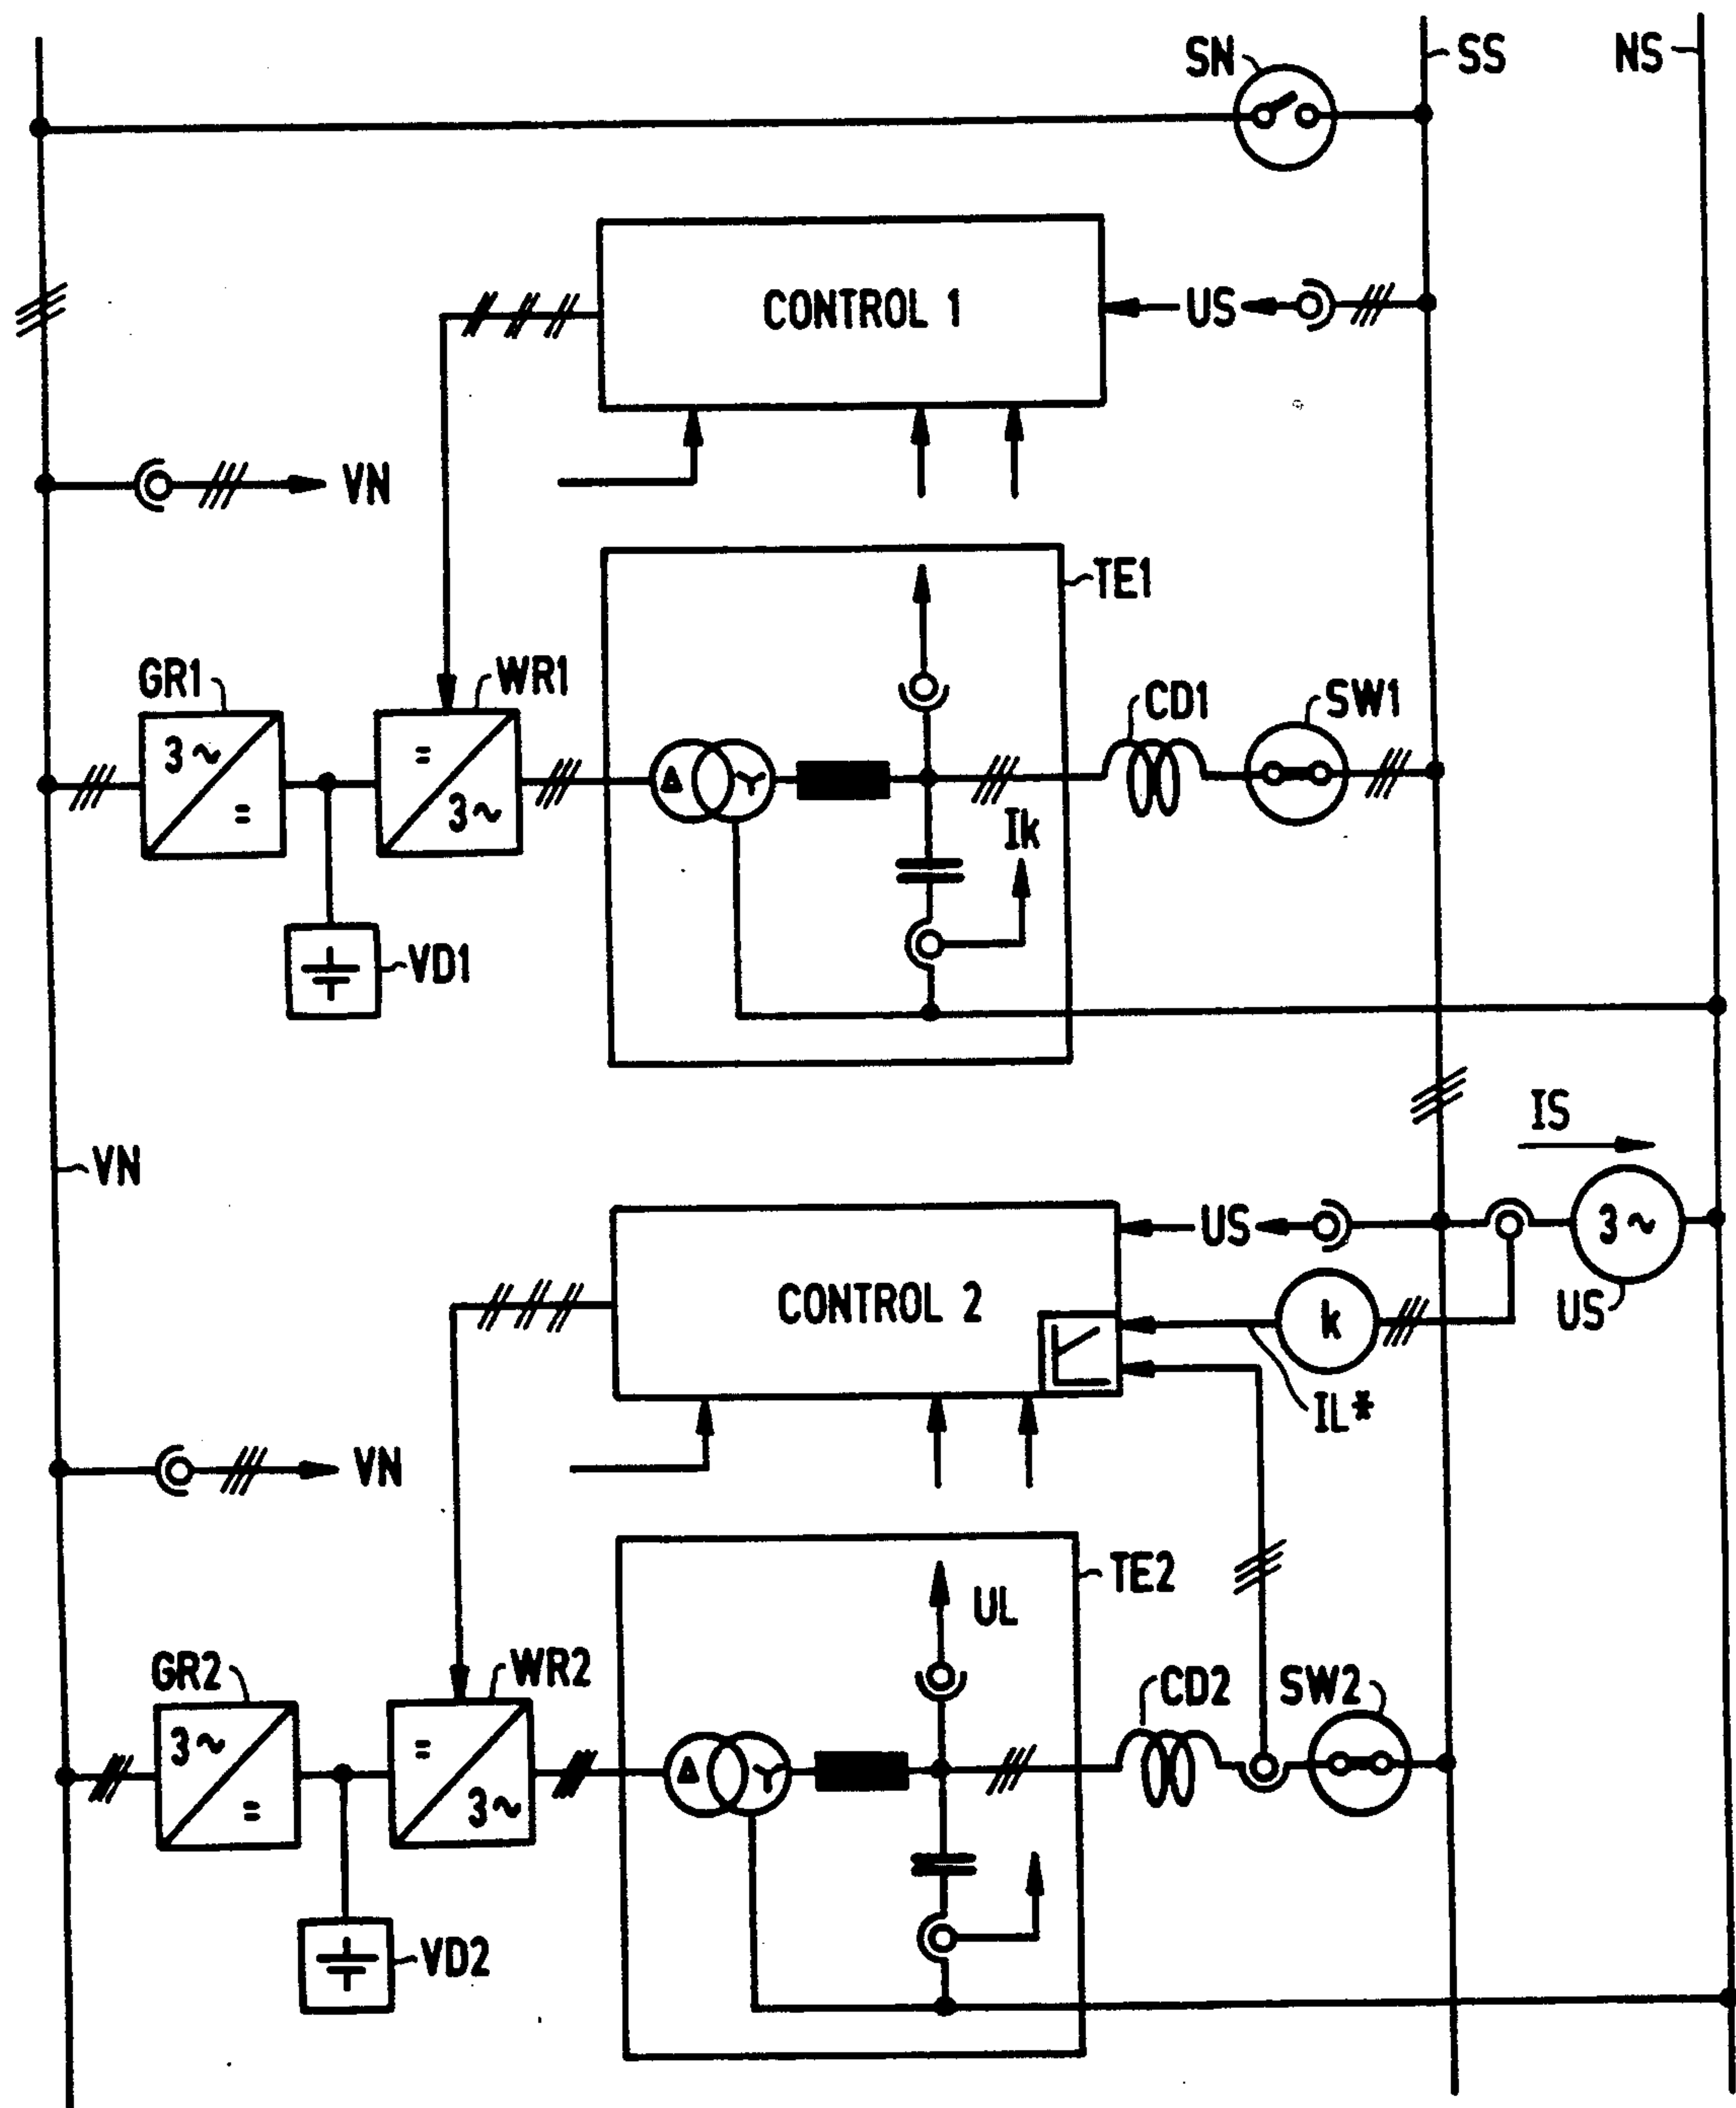 SN
SS
NS
CONTROL 1
US
VN
TE1
GR1
WR1
CD1
SW1
3~
=
=
3~
Δ
Y
Ik
VD1
IS
VN
US
3~
CONTROL 2
k
US
IL*
VN
TE2
UL
GR2
WR2
CD2
SW2
3~
=
=
3~
Δ
Y
VD2